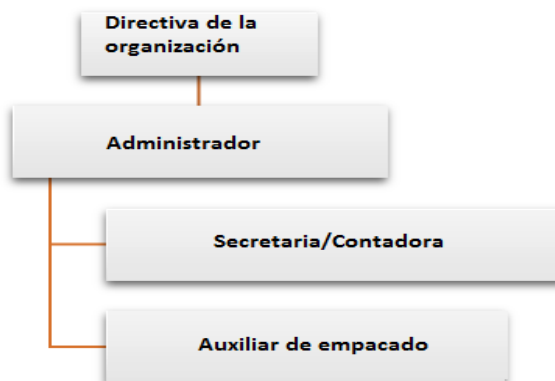 Directiva de la
organización
Administrador
Secretaria/Contadora
Auxiliar de empacado